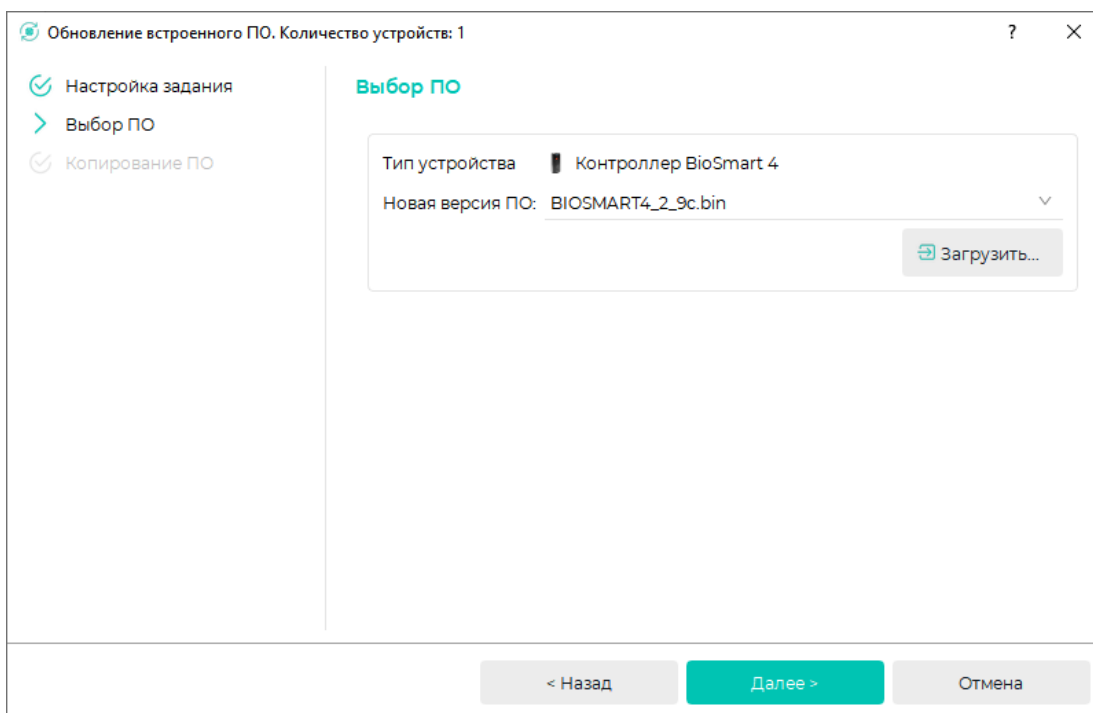 Обновление встроенного ПО. Количество устройств: 1
?
Настройка задания
Выбор ПО
Копирование ПО
Выбор ПО
Тип устройства Контроллер BioSmart 4
Новая версия ПО: BIOSMART4_2_9c.bin
Загрузить...
< Назад
Далее >
Отмена